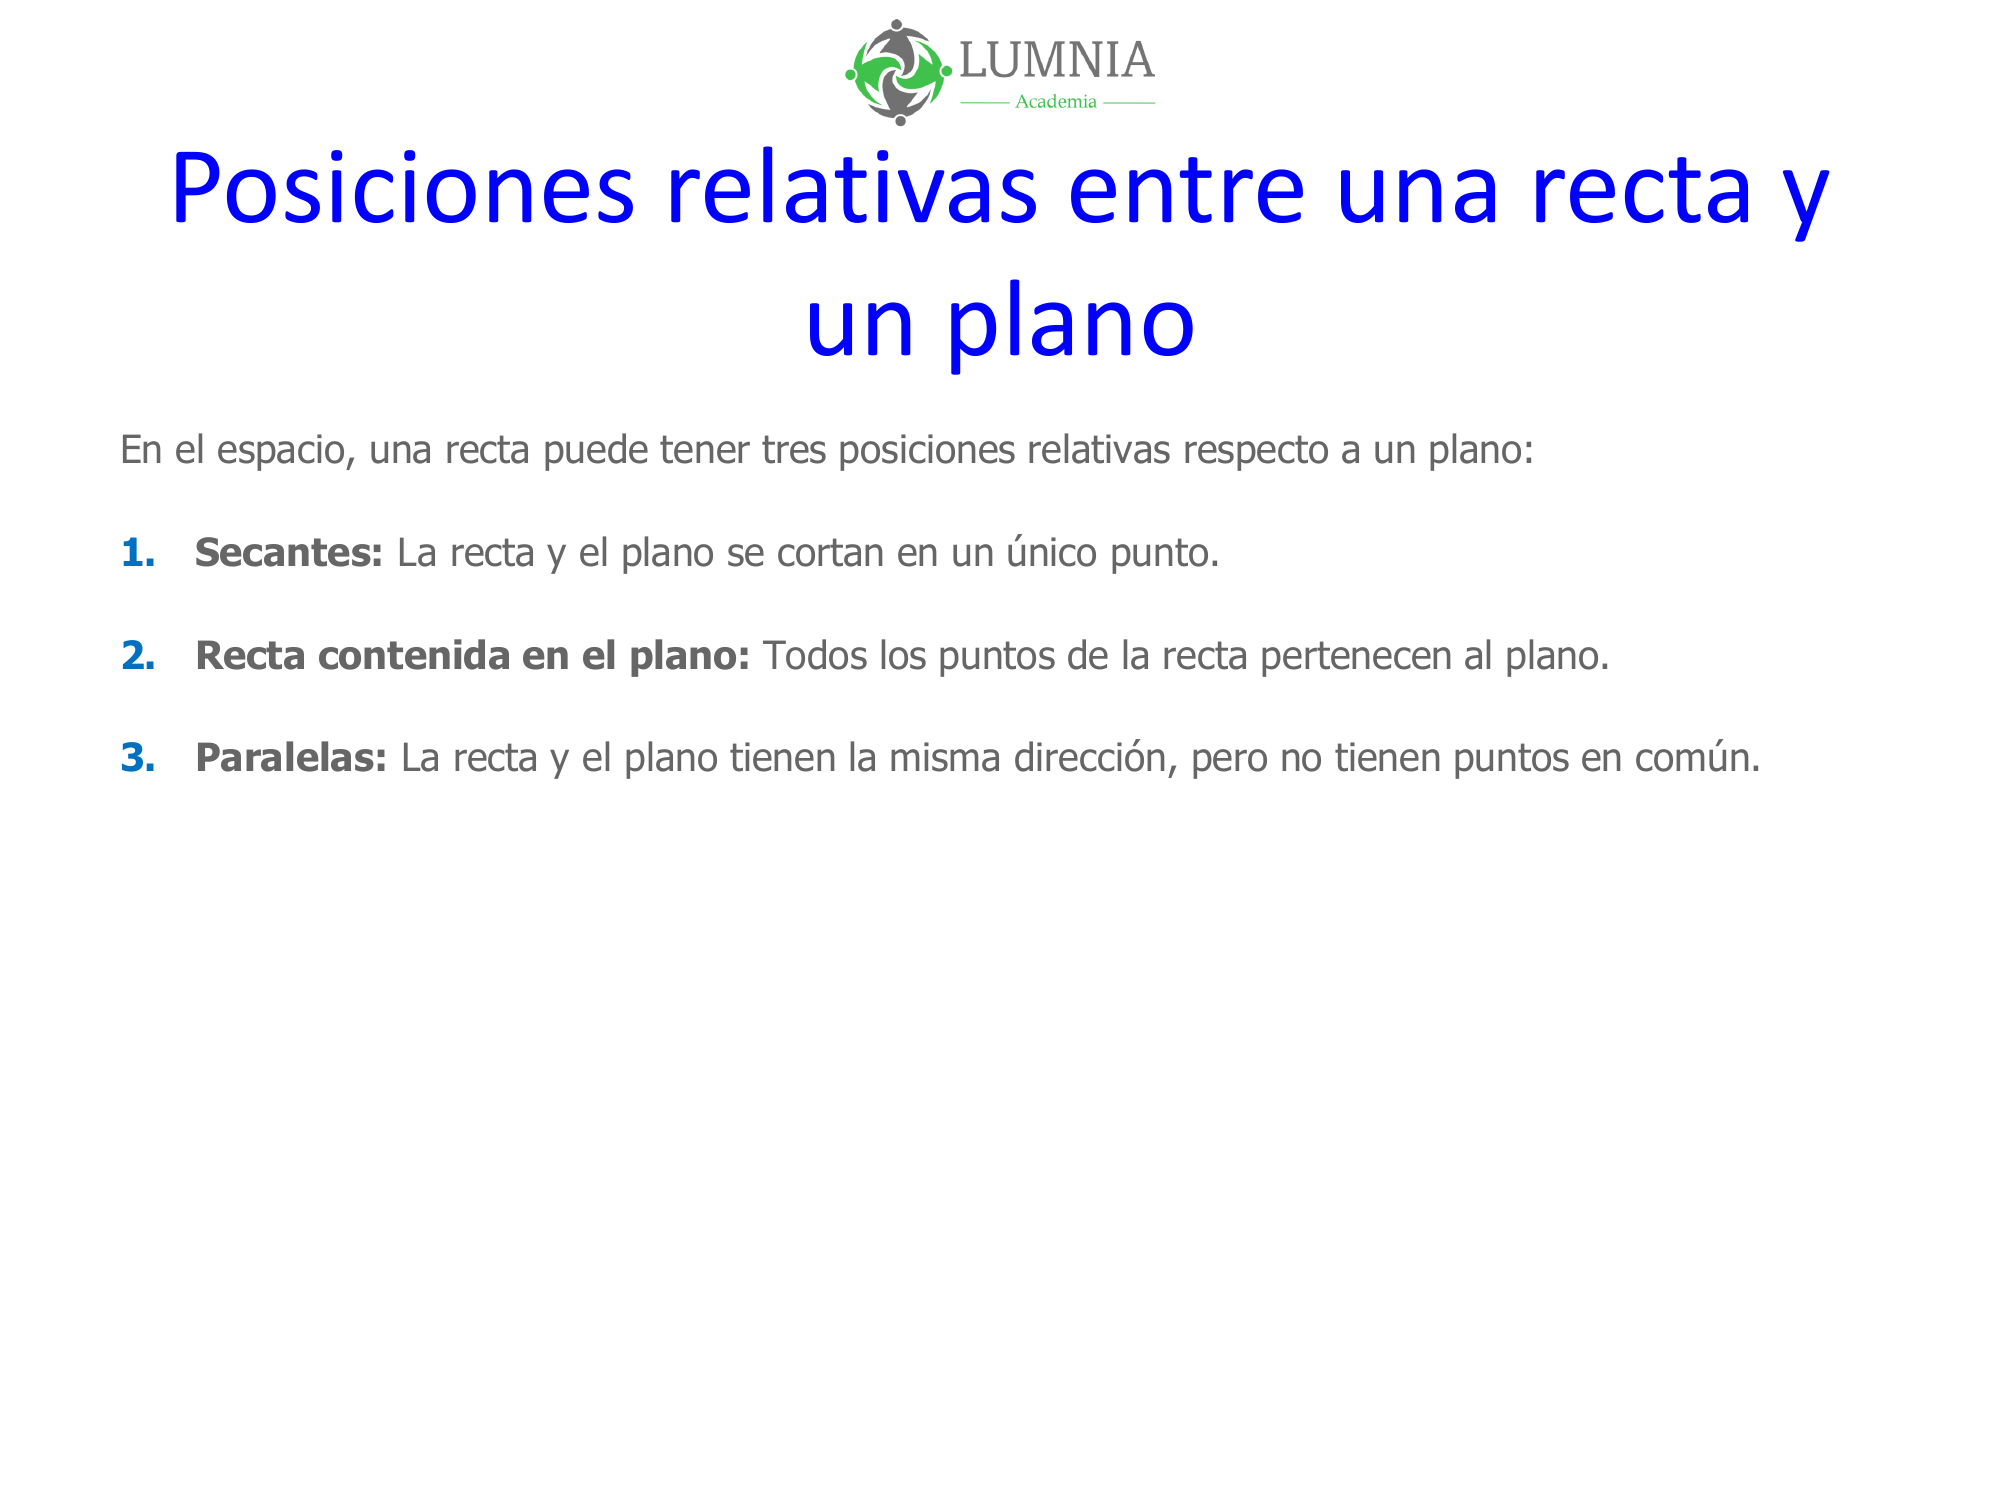 LUMNIA
Academia
Posiciones relativas entre una recta y
un plano
En el espacio, una recta puede tener tres posiciones relativas respecto a un plano:
1. Secantes: La recta y el plano se cortan en un único punto.
2. Recta contenida en el plano: Todos los puntos de la recta pertenecen al plano.
3. Paralelas: La recta y el plano tienen la misma dirección, pero no tienen puntos en común.